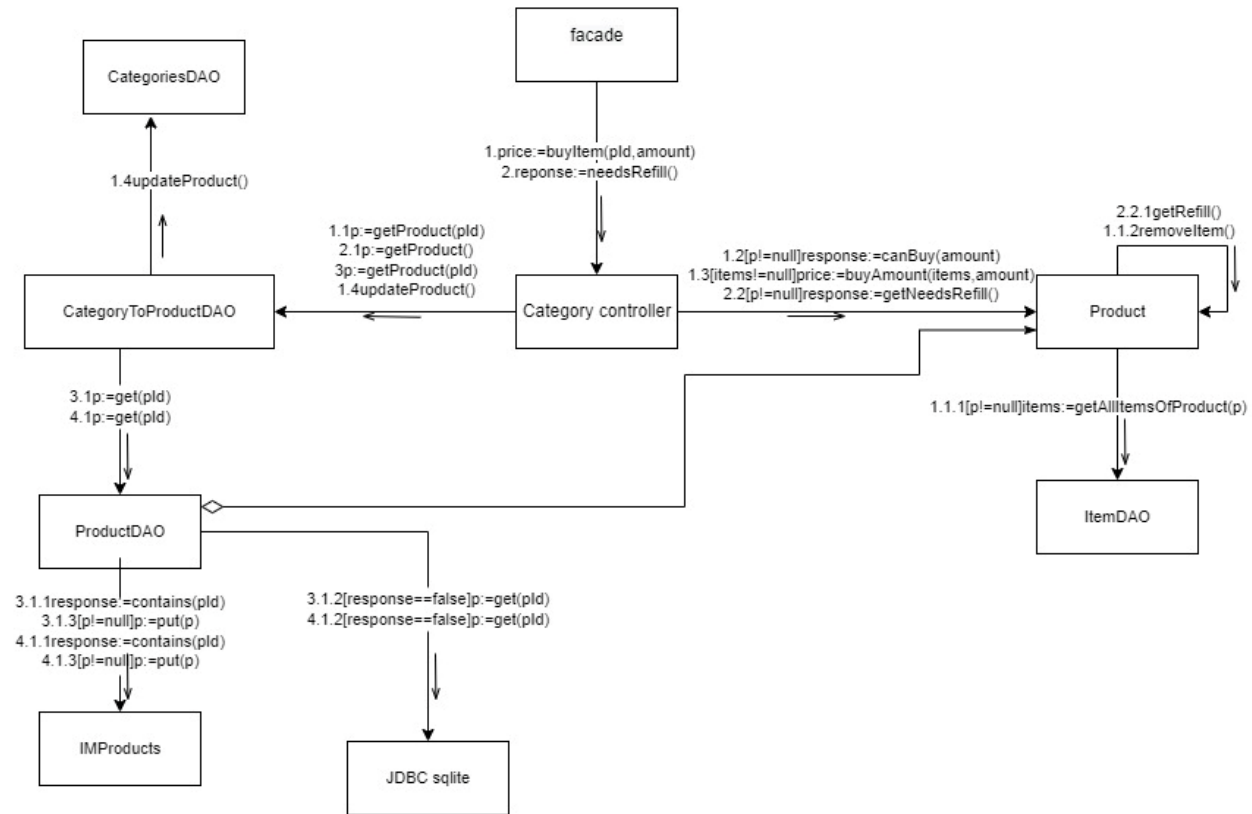 facade
CategoriesDAO
1.price:=buyItem(pId,amount)
2.reponse:=needsRefill()
1.4updateProduct()
1.1p:=getProduct(pId)
2.1p:=getProduct()
3p:=getProduct(pId)
1.4updateProduct()
2.2.1getRefill()
1.1.2removeItem()
1.2[p!=null]response:=canBuy(amount)
1.3[items!=null]price:=buyAmount(items,amount)
2.2[p!=null]response:=getNeedsRefill()
CategoryToProductDAO
Category controller
Product
3.1p:=get(pId)
4.1p:=get(pId)
1.1.1[p!=null]items:=getAllItemsOfProduct(p)
ProductDAO
ItemDAO
3.1.1response:=contains(pId)
3.1.3[p!=null]p:=put(p)
4.1.1response:=contains(pId)
4.1.3[p!=null]p:=put(p)
3.1.2[response==false]p:=get(pId)
4.1.2[response==false]p:=get(pId)
IMProducts
JDBC sqlite